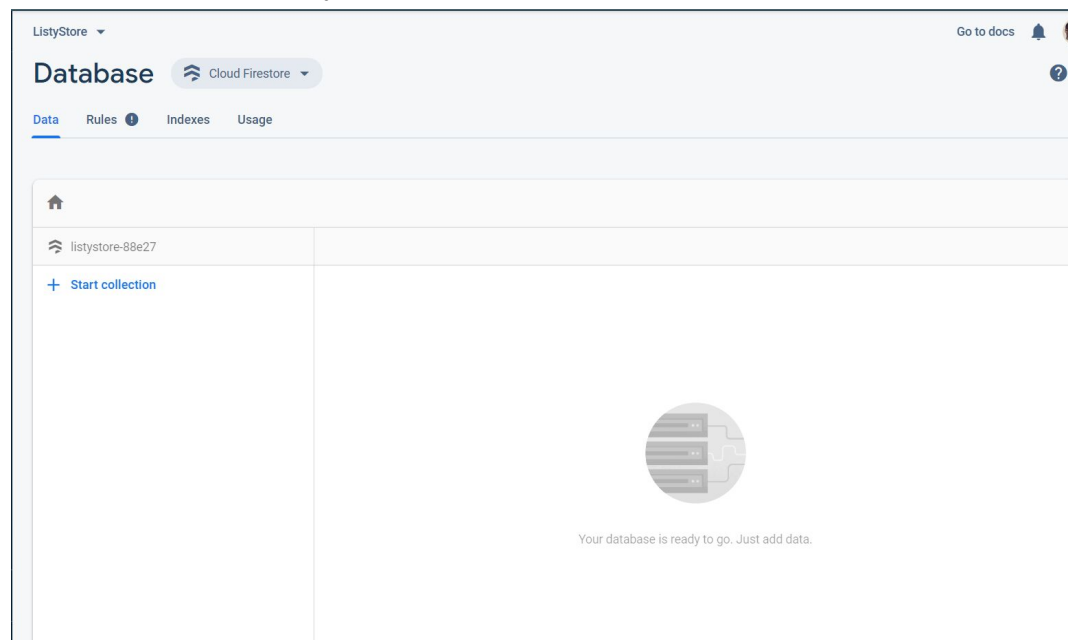 ListyStore
Go to docs
Database
Cloud Firestore
Data Rules Indexes Usage
listystore-88e27
+ Start collection
Your database is ready to go. Just add data.